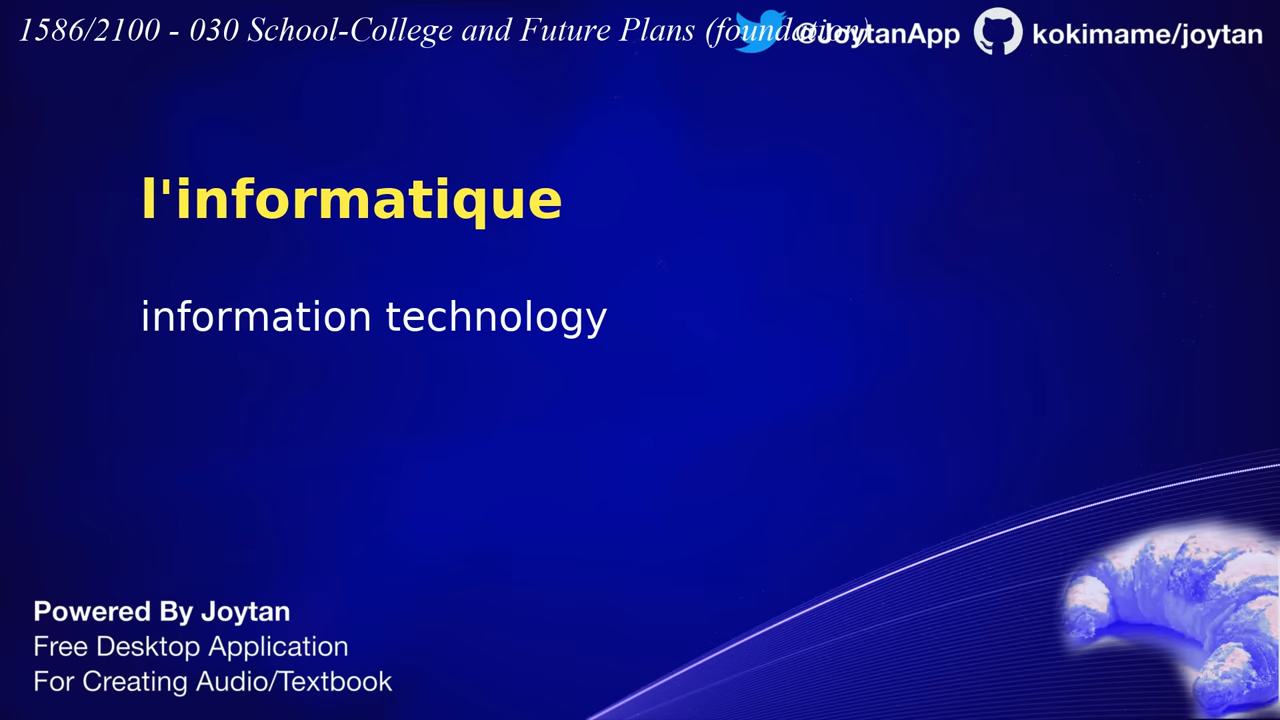 1586/2100 - 030 School-College and Future Plans (foundation)
@JoytanApp
kokimame/joytan
l'informatique
information technology
Powered By Joytan
Free Desktop Application
For Creating Audio/Textbook